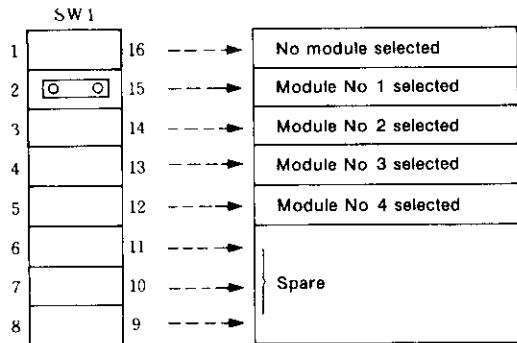 SW1
1 16 No module selected
2 15 Module No 1 selected
3 14 Module No 2 selected
4 13 Module No 3 selected
5 12 Module No 4 selected
6 11
7 10 Spare
8 9